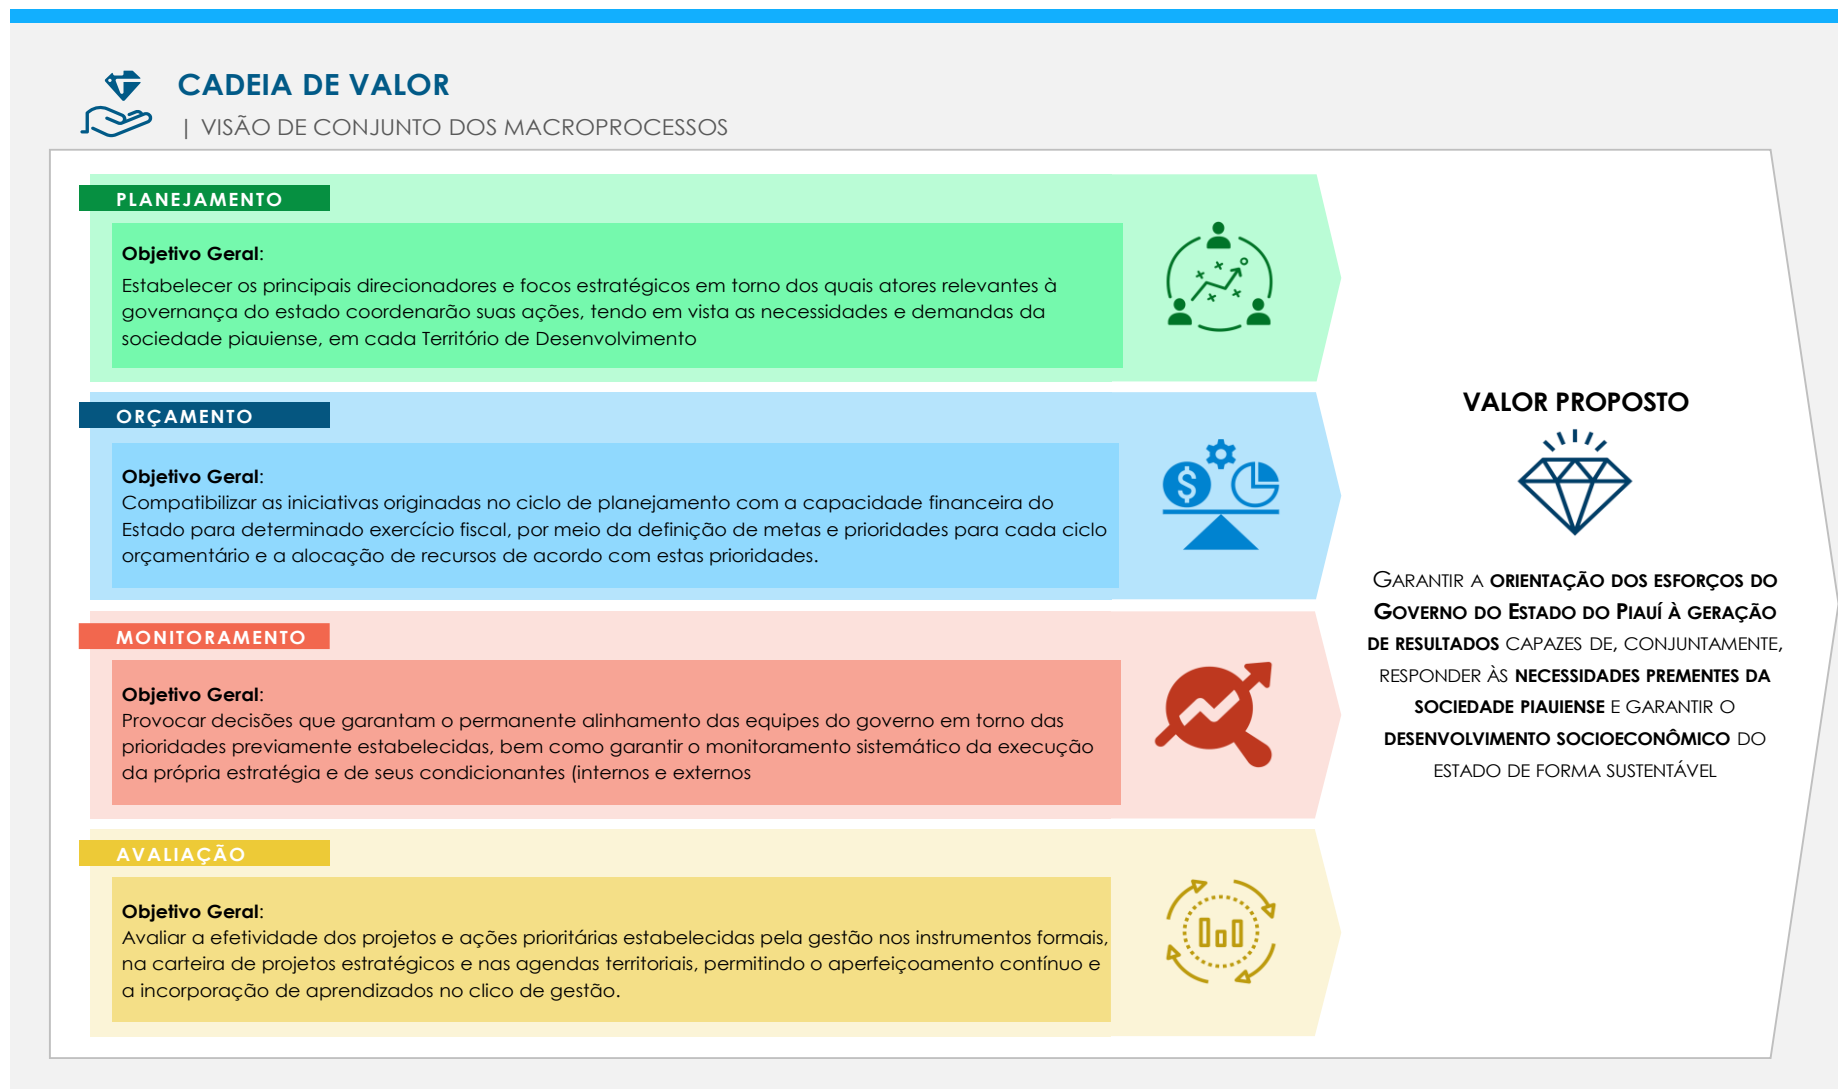 CADEIA DE VALOR
| VISÃO DE CONJUNTO DOS MACROPROCESSOS
PLANEJAMENTO
Objetivo Geral:
Estabelecer os principais direcionadores e focos estratégicos em torno dos quais atores relevantes à
governança do estado coordenarão suas ações, tendo em vista as necessidades e demandas da
sociedade piauiense, em cada Território de Desenvolvimento
ORÇAMENTO
Objetivo Geral:
Compatibilizar as iniciativas originadas no ciclo de planejamento com a capacidade financeira do
Estado para determinado exercício fiscal, por meio da definição de metas e prioridades para cada ciclo
orçamentário e a alocação de recursos de acordo com estas prioridades.
MONITORAMENTO
Objetivo Geral:
Provocar decisões que garantam o permanente alinhamento das equipes do governo em torno das
prioridades previamente estabelecidas, bem como garantir o monitoramento sistemático da execução
da própria estratégia e de seus condicionantes (internos e externos
AVALIAÇÃO
Objetivo Geral:
Avaliar a efetividade dos projetos e ações prioritárias estabelecidas pela gestão nos instrumentos formais,
na carteira de projetos estratégicos e nas agendas territoriais, permitindo o aperfeiçoamento contínuo e
a incorporação de aprendizados no clico de gestão.
VALOR PROPOSTO
GARANTIR A ORIENTAÇÃO DOS ESFORÇOS DO
GOVERNO DO ESTADO DO PIAUÍ À GERAÇÃO
DE RESULTADOS CAPAZES DE, CONJUNTAMENTE,
RESPONDER ÀS NECESSIDADES PREMENTES DA
SOCIEDADE PIAUIENSE E GARANTIR O
DESENVOLVIMENTO SOCIOECONÔMICO DO
ESTADO DE FORMA SUSTENTÁVEL